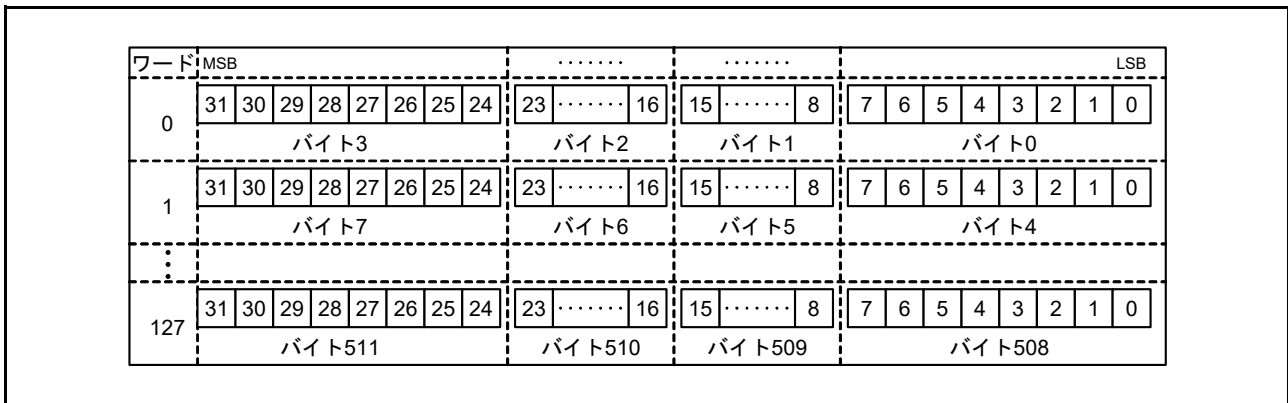 ワード MSB ······· ······· LSB
0 31 30 29 28 27 26 25 24 23 ······· 16 15 ······· 8 7 6 5 4 3 2 1 0
バイト3 バイト2 バイト1 バイト0
1 31 30 29 28 27 26 25 24 23 ······· 16 15 ······· 8 7 6 5 4 3 2 1 0
バイト7 バイト6 バイト5 バイト4
⋮
127 31 30 29 28 27 26 25 24 23 ······· 16 15 ······· 8 7 6 5 4 3 2 1 0
バイト511 バイト510 バイト509 バイト508